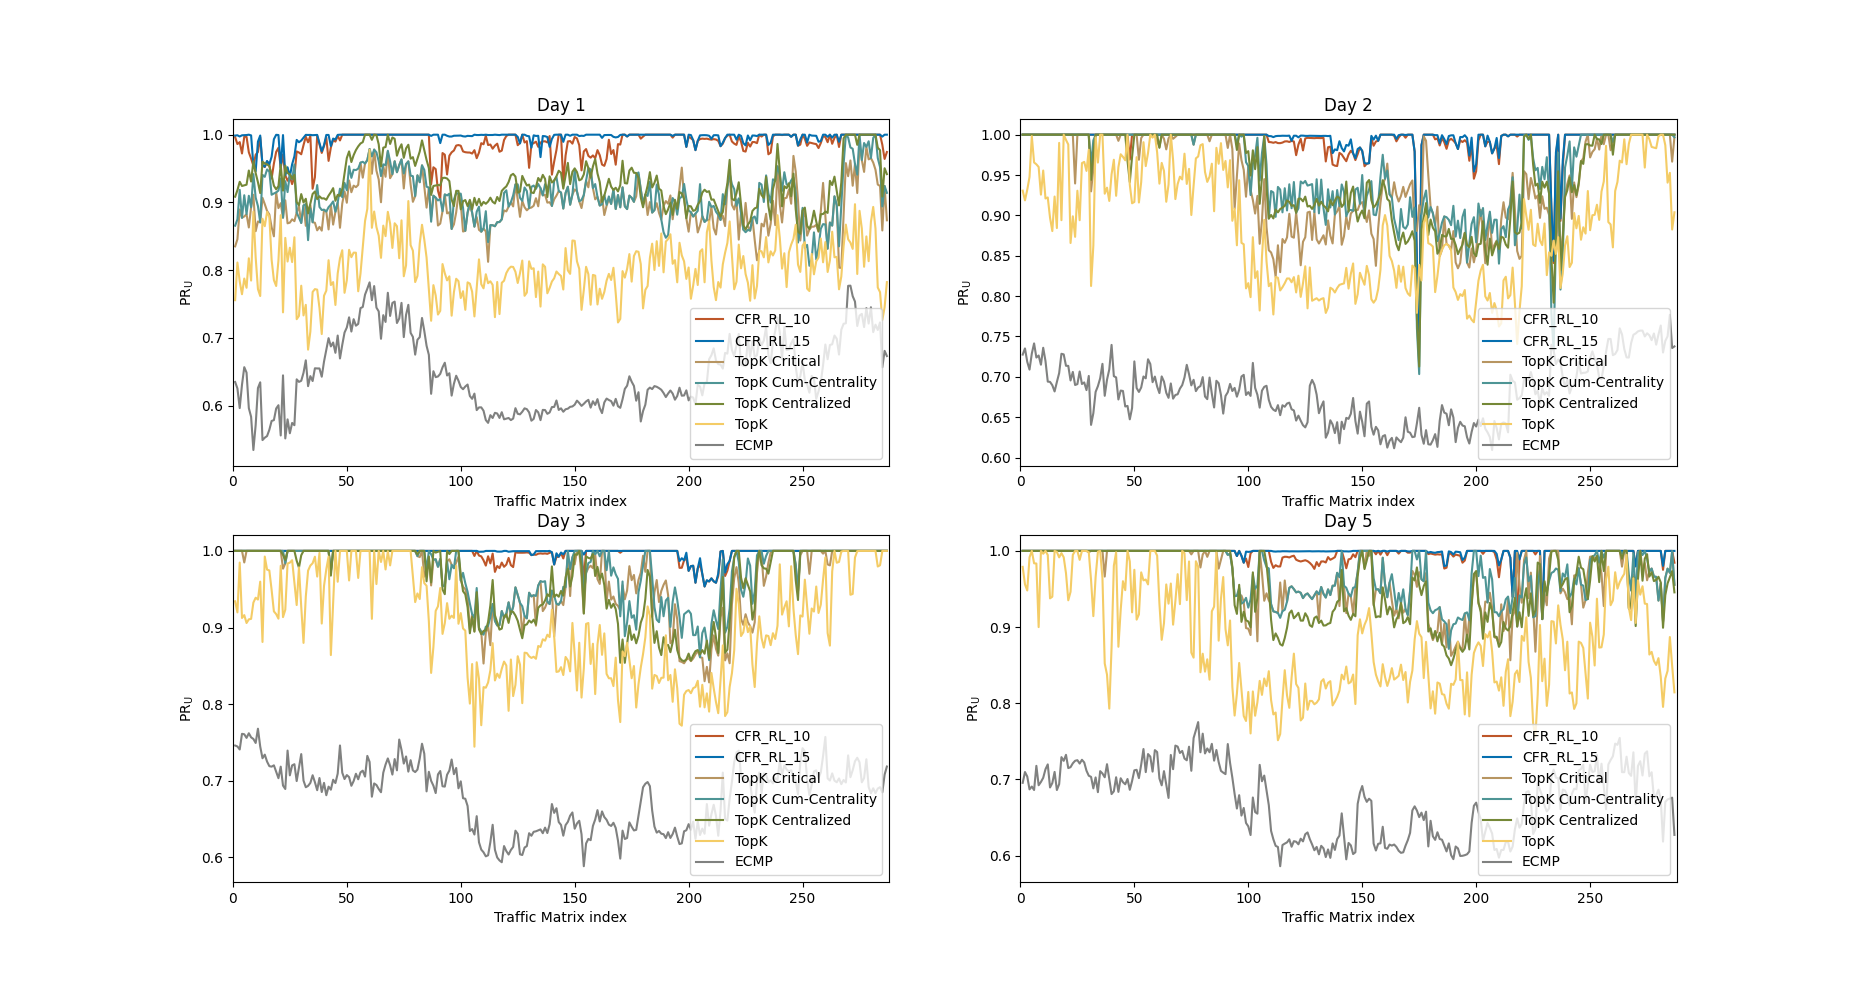 Day 1
PRU
1.0
0.9
0.8
0.7
0.6
0 50 100 150 200 250
Traffic Matrix index
CFR_RL_10
CFR_RL_15
TopK Critical
TopK Cum-Centrality
TopK Centralized
TopK
ECMP
Day 2
PRU
1.00
0.95
0.90
0.85
0.80
0.75
0.70
0.65
0.60
0 50 100 150 200 250
Traffic Matrix index
CFR_RL_10
CFR_RL_15
TopK Critical
TopK Cum-Centrality
TopK Centralized
TopK
ECMP
Day 3
PRU
1.0
0.9
0.8
0.7
0.6
0 50 100 150 200 250
Traffic Matrix index
CFR_RL_10
CFR_RL_15
TopK Critical
TopK Cum-Centrality
TopK Centralized
TopK
ECMP
Day 5
PRU
1.0
0.9
0.8
0.7
0.6
0 50 100 150 200 250
Traffic Matrix index
CFR_RL_10
CFR_RL_15
TopK Critical
TopK Cum-Centrality
TopK Centralized
TopK
ECMP